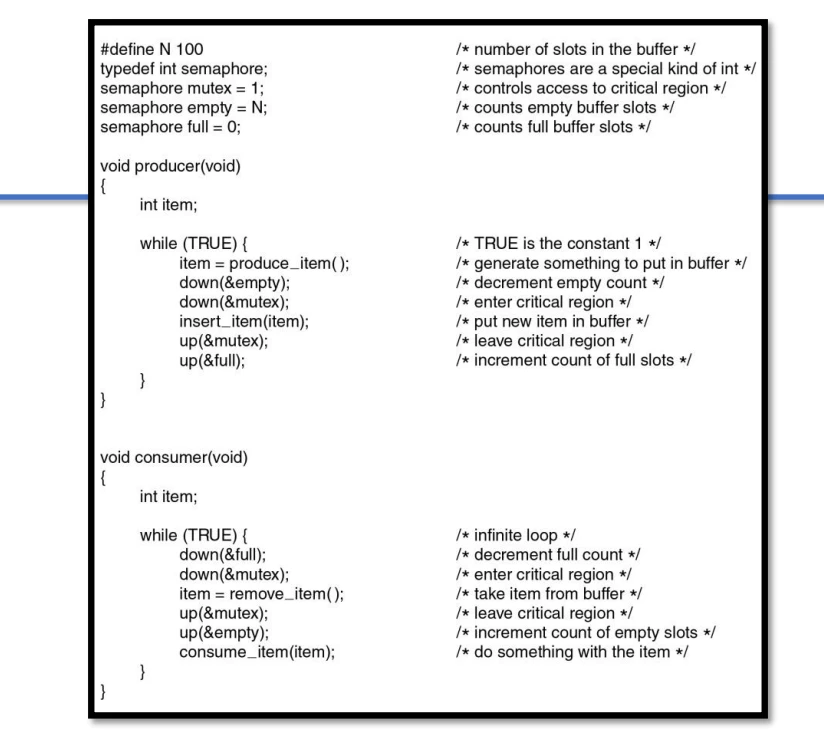 #define N 100 /* number of slots in the buffer */
typedef int semaphore; /* semaphores are a special kind of int */
semaphore mutex = 1; /* controls access to critical region */
semaphore empty = N; /* counts empty buffer slots */
semaphore full = 0; /* counts full buffer slots */
void producer(void)
{
int item;
while (TRUE) { /* TRUE is the constant 1 */
item = produce_item(); /* generate something to put in buffer */
down(&empty); /* decrement empty count */
down(&mutex); /* enter critical region */
insert_item(item); /* put new item in buffer */
up(&mutex); /* leave critical region */
up(&full); /* increment count of full slots */
}
}
void consumer(void)
{
int item;
while (TRUE) { /* infinite loop */
down(&full); /* decrement full count */
down(&mutex); /* enter critical region */
item = remove_item(); /* take item from buffer */
up(&mutex); /* leave critical region */
up(&empty); /* increment count of empty slots */
consume_item(item); /* do something with the item */
}
}